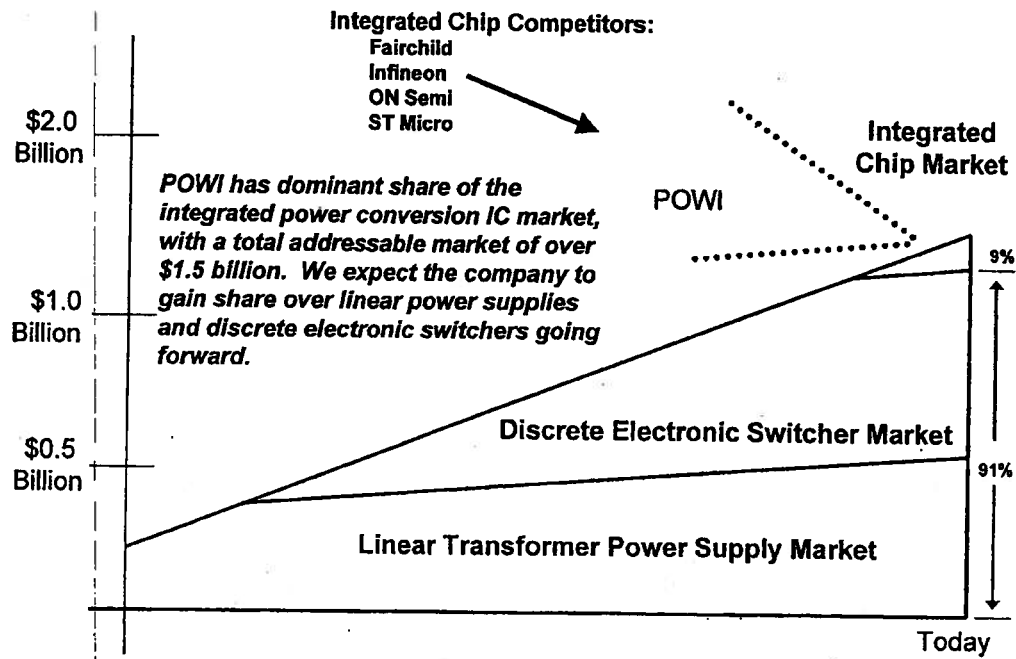 Integrated Chip Competitors:
Fairchild
Infineon
ON Semi
ST Micro
$2.0
Billion
Integrated
Chip Market
POWI
POWI has dominant share of the
integrated power conversion IC market,
with a total addressable market of over
$1.5 billion. We expect the company to
gain share over linear power supplies
and discrete electronic switchers going
forward.
9%
$1.0
Billion
Discrete Electronic Switcher Market
$0.5
Billion
91%
Linear Transformer Power Supply Market
Today